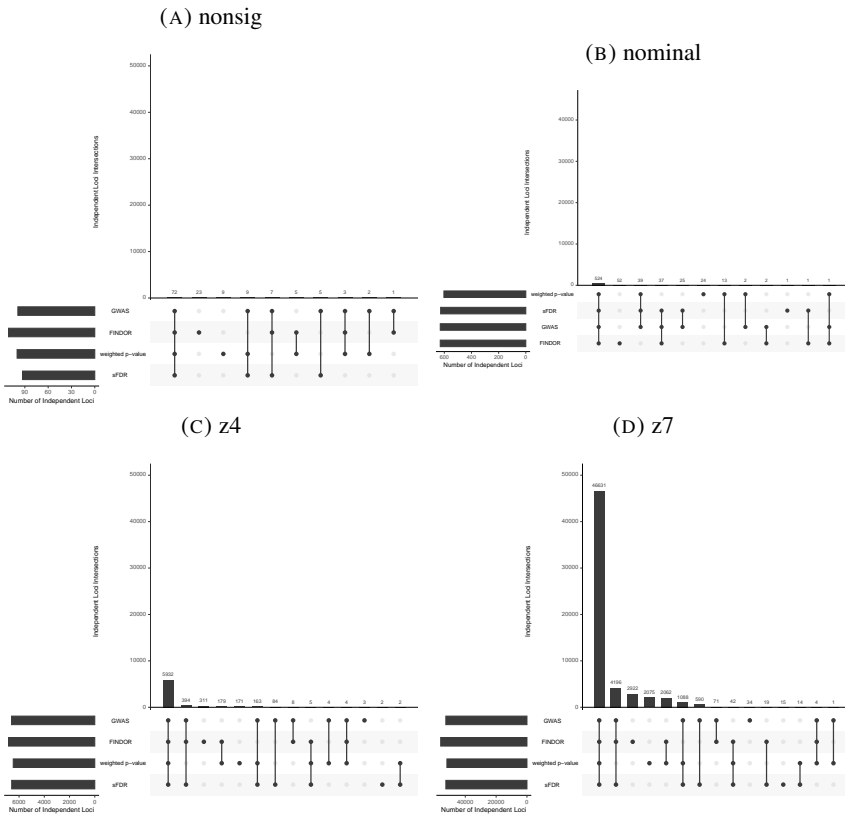 (A) nonsig
50000
40000
30000
20000
10000
0
Independent Loci Intersections
72 23 9 9 7 5 5 3 2 1
GWAS
FINDOR
weighted p−value
sFDR
90 60 30 0
Number of Independent Loci
(B) nominal
40000
30000
20000
10000
0
Independent Loci Intersections
524 52 39 37 25 24 13 2 2 1 1 1
weighted p−value
sFDR
GWAS
FINDOR
600 400 200 0
Number of Independent Loci
(C) z4
50000
40000
30000
20000
10000
0
Independent Loci Intersections
5932 394 311 179 171 163 84 8 5 4 4 3 2 2
GWAS
FINDOR
weighted p−value
sFDR
6000 4000 2000 0
Number of Independent Loci
(D) z7
50000
40000
30000
20000
10000
0
Independent Loci Intersections
46631 4196 2922 2075 2062 1088 590 71 42 34 19 15 14 4 1
GWAS
FINDOR
weighted p−value
sFDR
40000 20000 0
Number of Independent Loci